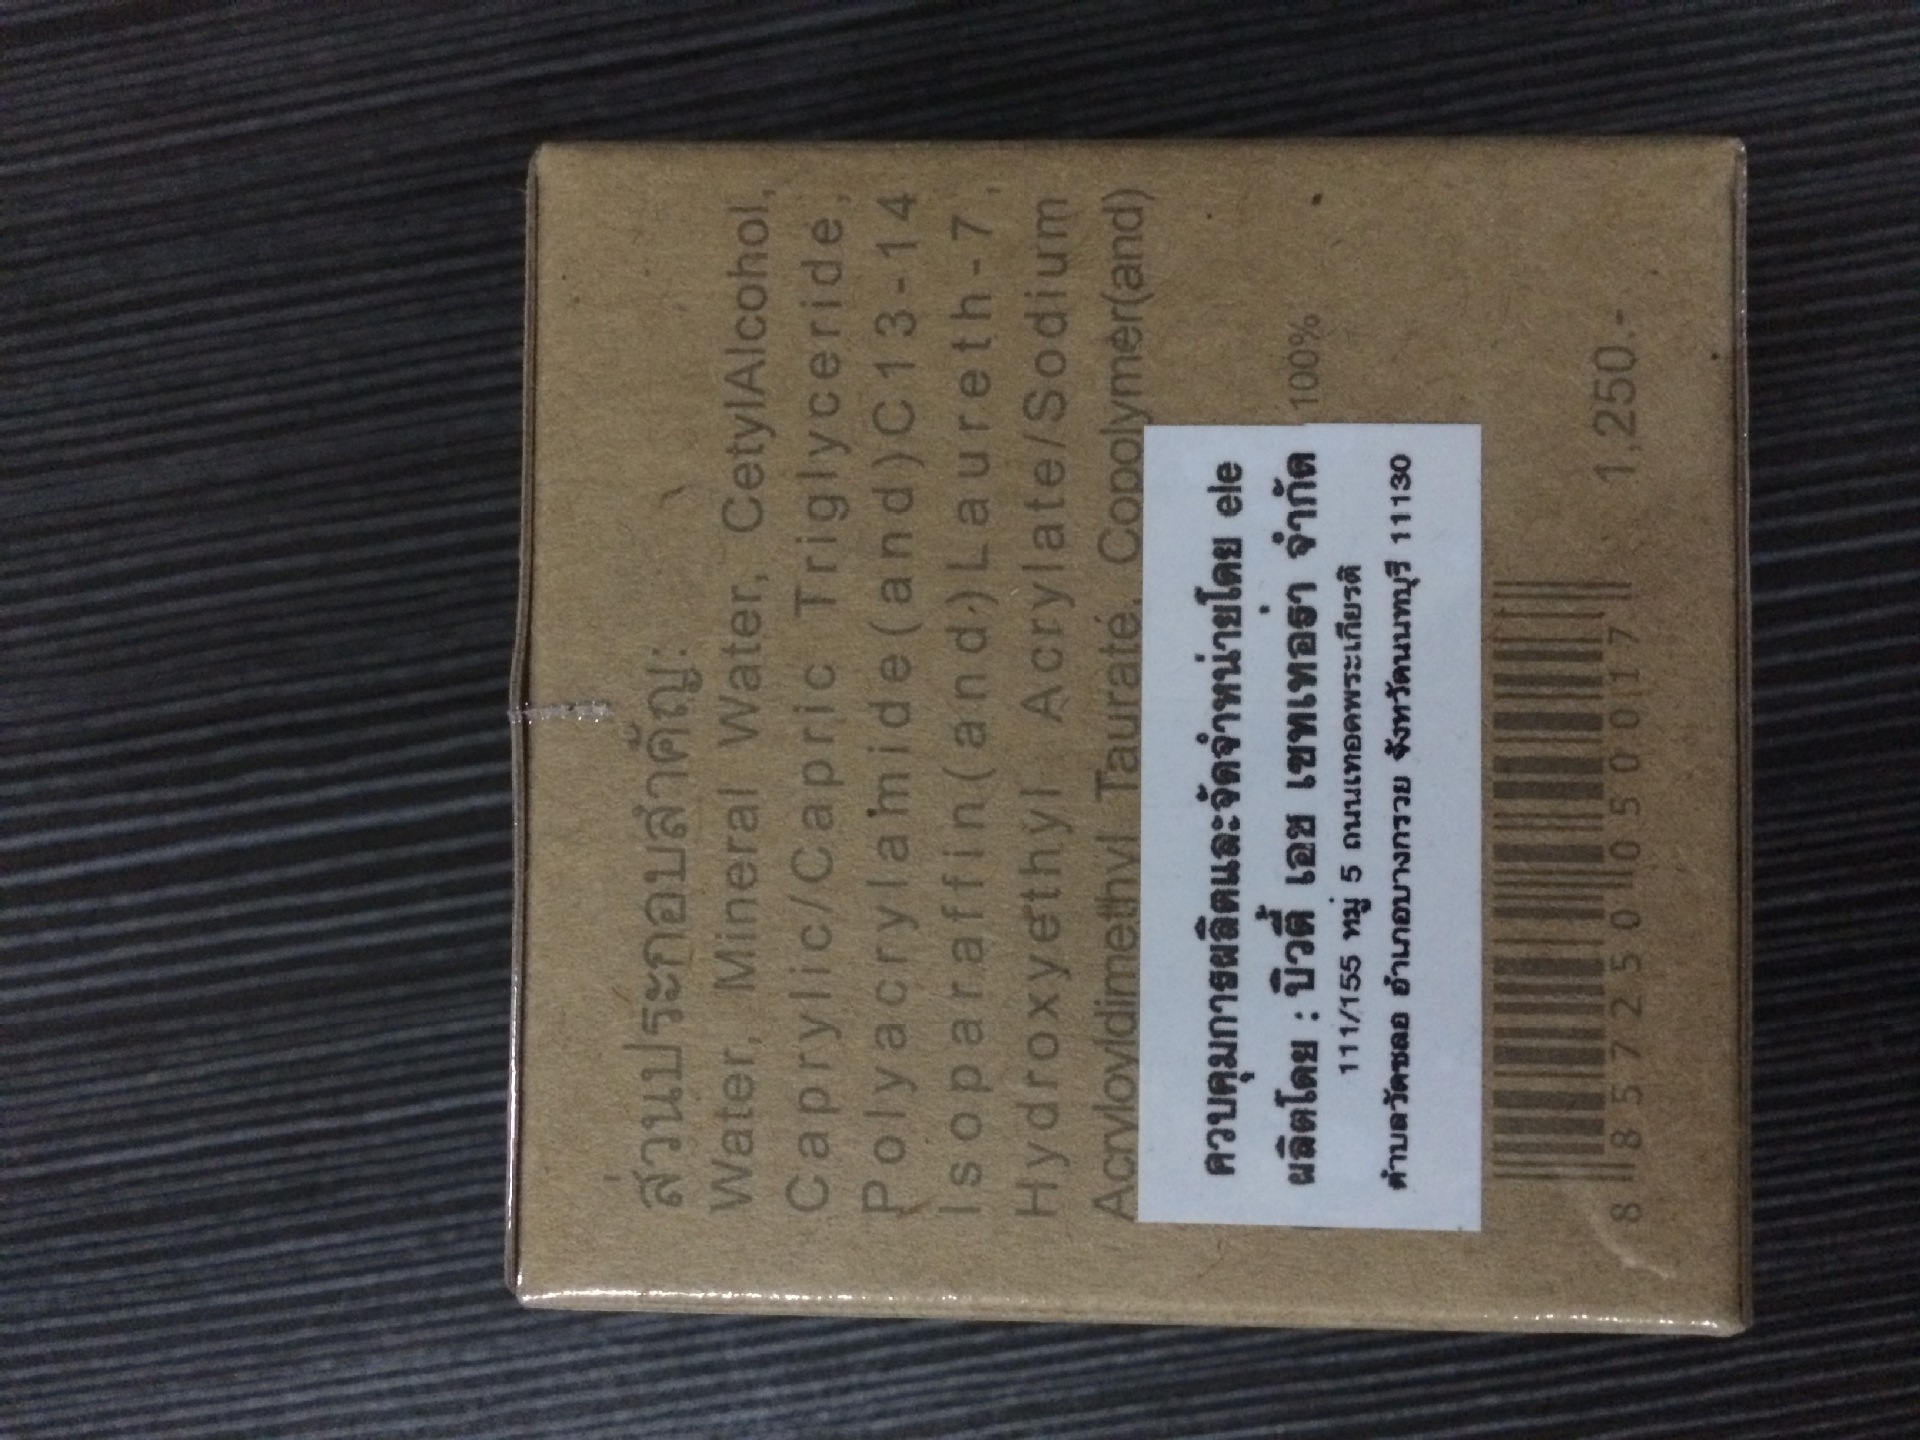 ส่วนประกอบสำคัญ:
Water, Mineral Water, CetylAlcohol,
Caprylic/Capric Triglyceride,
Polyacrylamide(and)C13-14
Isoparaffin(and)Laureth-7,
Hydroxyethyl Acrylate/Sodium
Acryloyldimethyl Taurate, Copolymer(and)
100%
ควบคุมการผลิตและจัดจำหน่ายโดย ele
ผลิตโดย : บิวตี้ เอช เซทเทอร่า จำกัด
111/155 หมู่ 5 ถนนเทอดพระเกียรติ
ตำบลวัดชลอ อำเภอบางกรวย จังหวัดนนทบุรี 11130
8 857250 050017
1,250.-